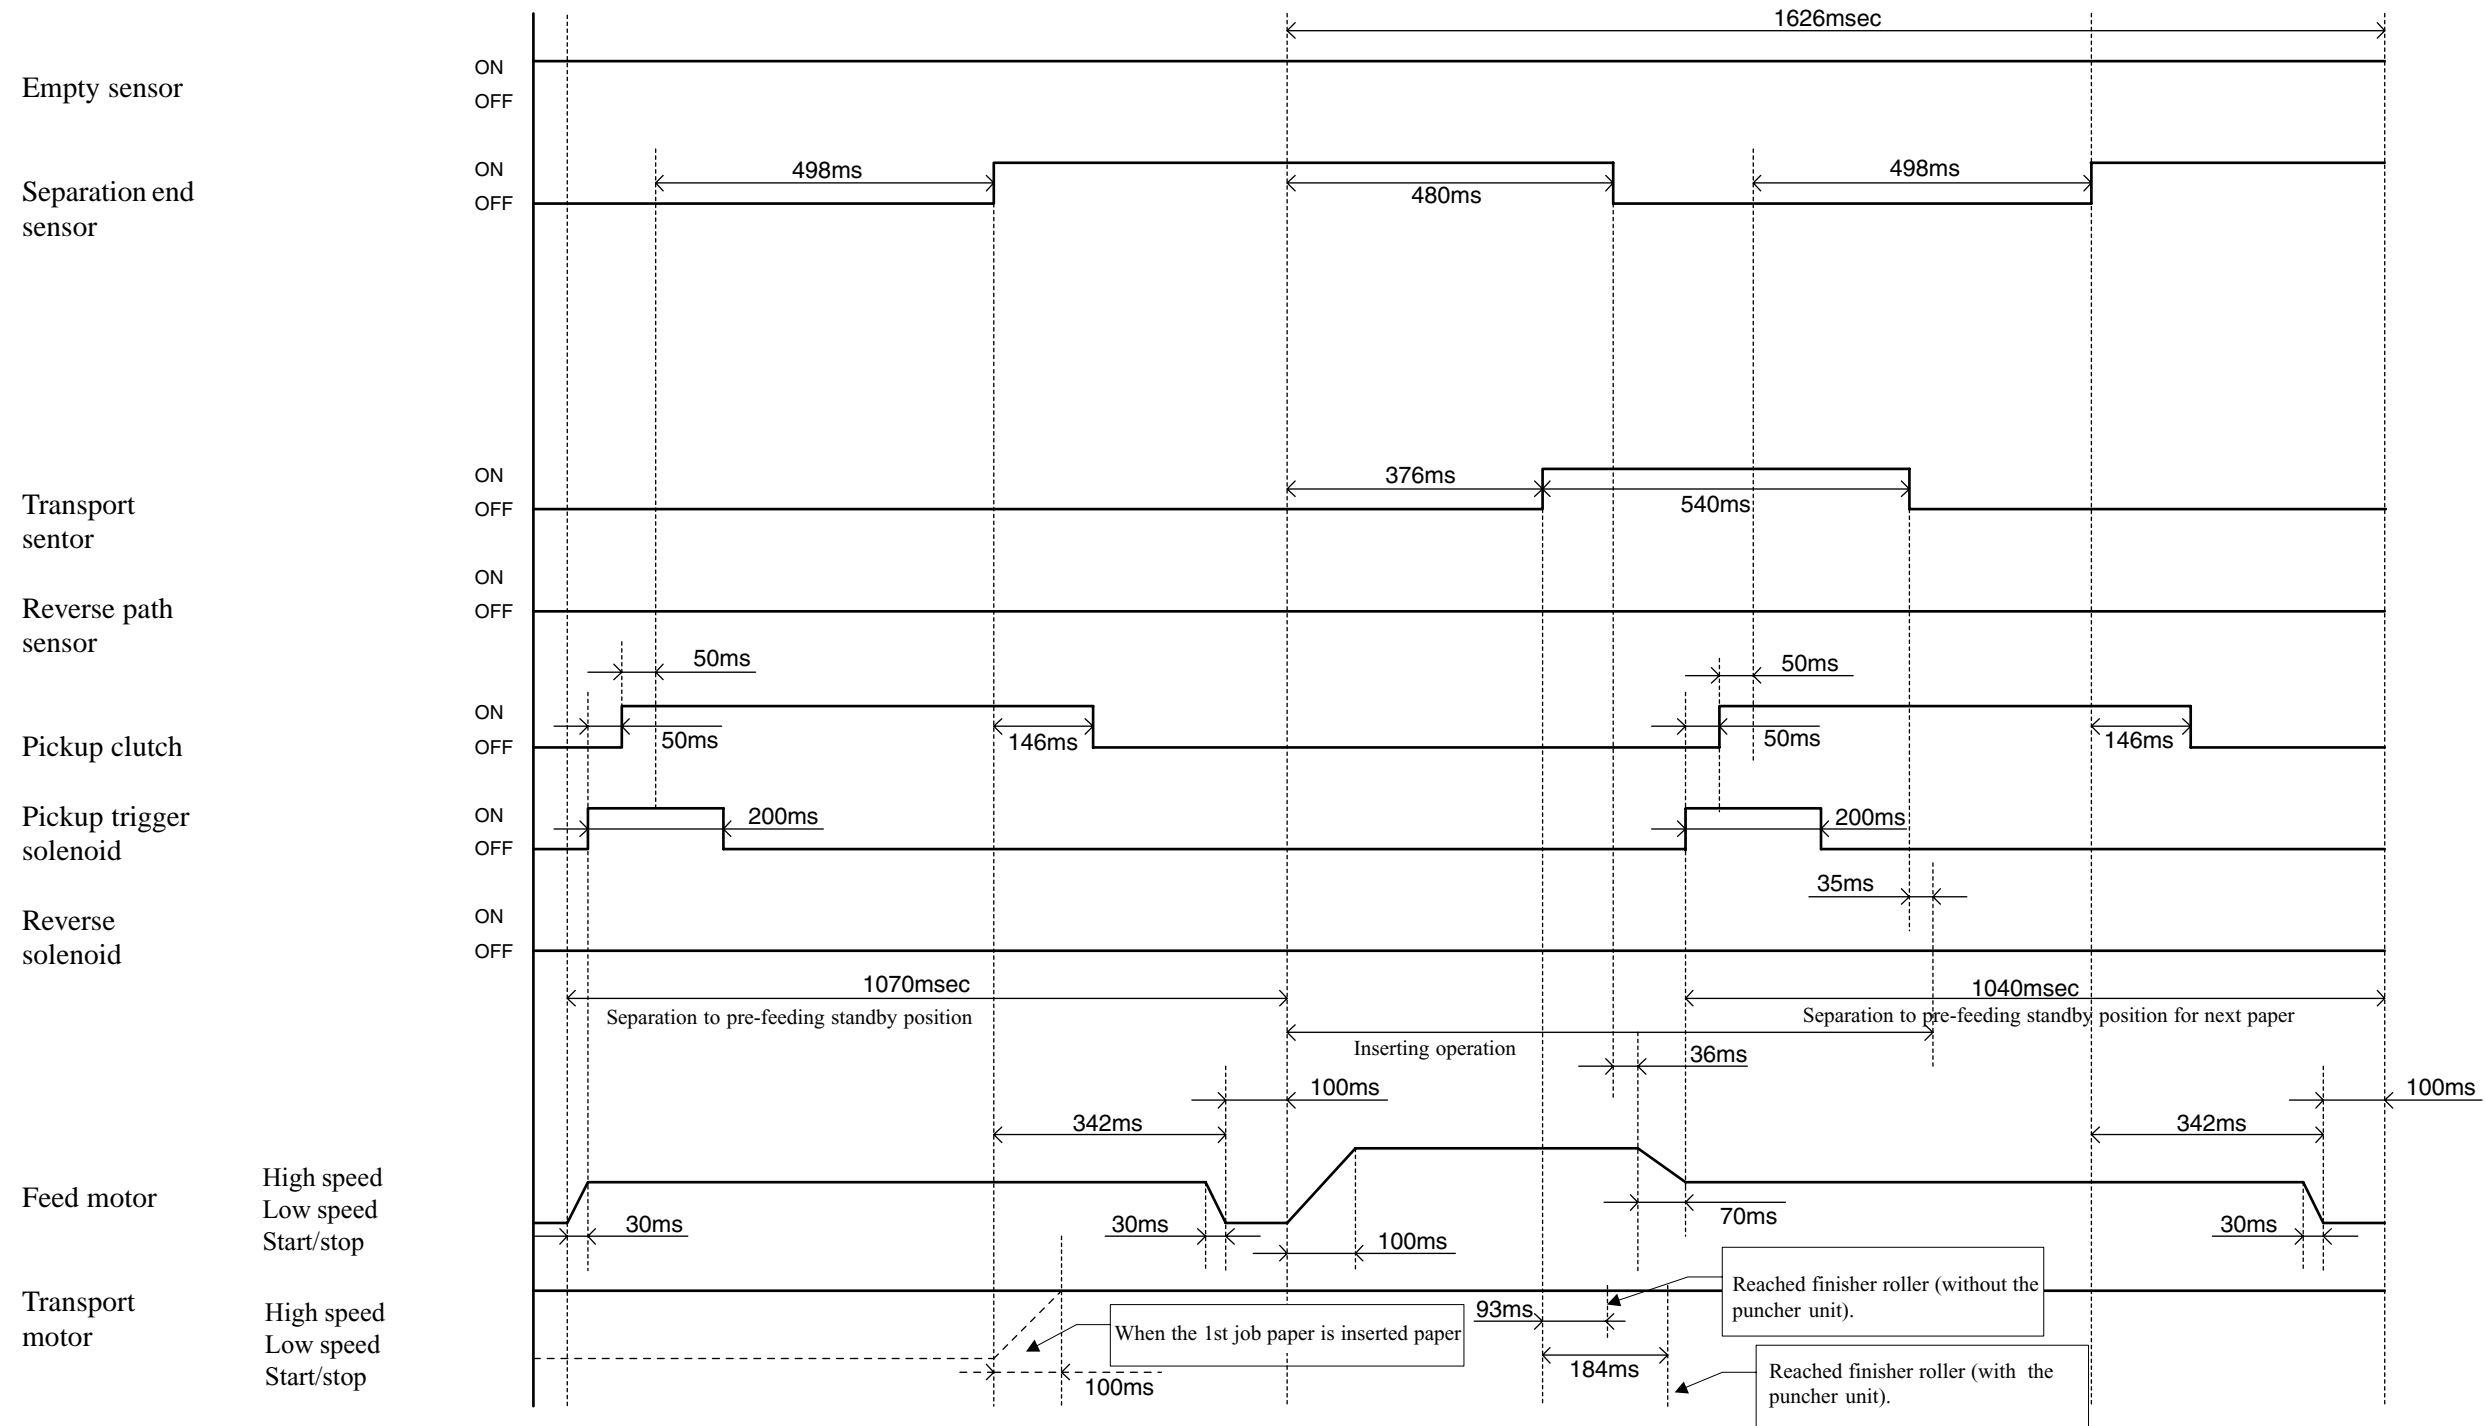 1626msec
Empty sensor
ON
OFF
Separation end
sensor
ON
OFF
498ms
480ms
498ms
Transport
sentor
ON
OFF
376ms
540ms
Reverse path
sensor
ON
OFF
50ms
50ms
Pickup clutch
ON
OFF
50ms
146ms
50ms
146ms
Pickup trigger
solenoid
ON
OFF
200ms
200ms
35ms
Reverse
solenoid
ON
OFF
1070msec
Separation to pre-feeding standby position
1040msec
Separation to pre-feeding standby position for next paper
Inserting operation
36ms
100ms
100ms
342ms
342ms
Feed motor
High speed
Low speed
Start/stop
30ms
30ms
100ms
70ms
30ms
Transport
motor
High speed
Low speed
Start/stop
When the 1st job paper is inserted paper
100ms
93ms
Reached finisher roller (without the
puncher unit).
184ms
Reached finisher roller (with the
puncher unit).